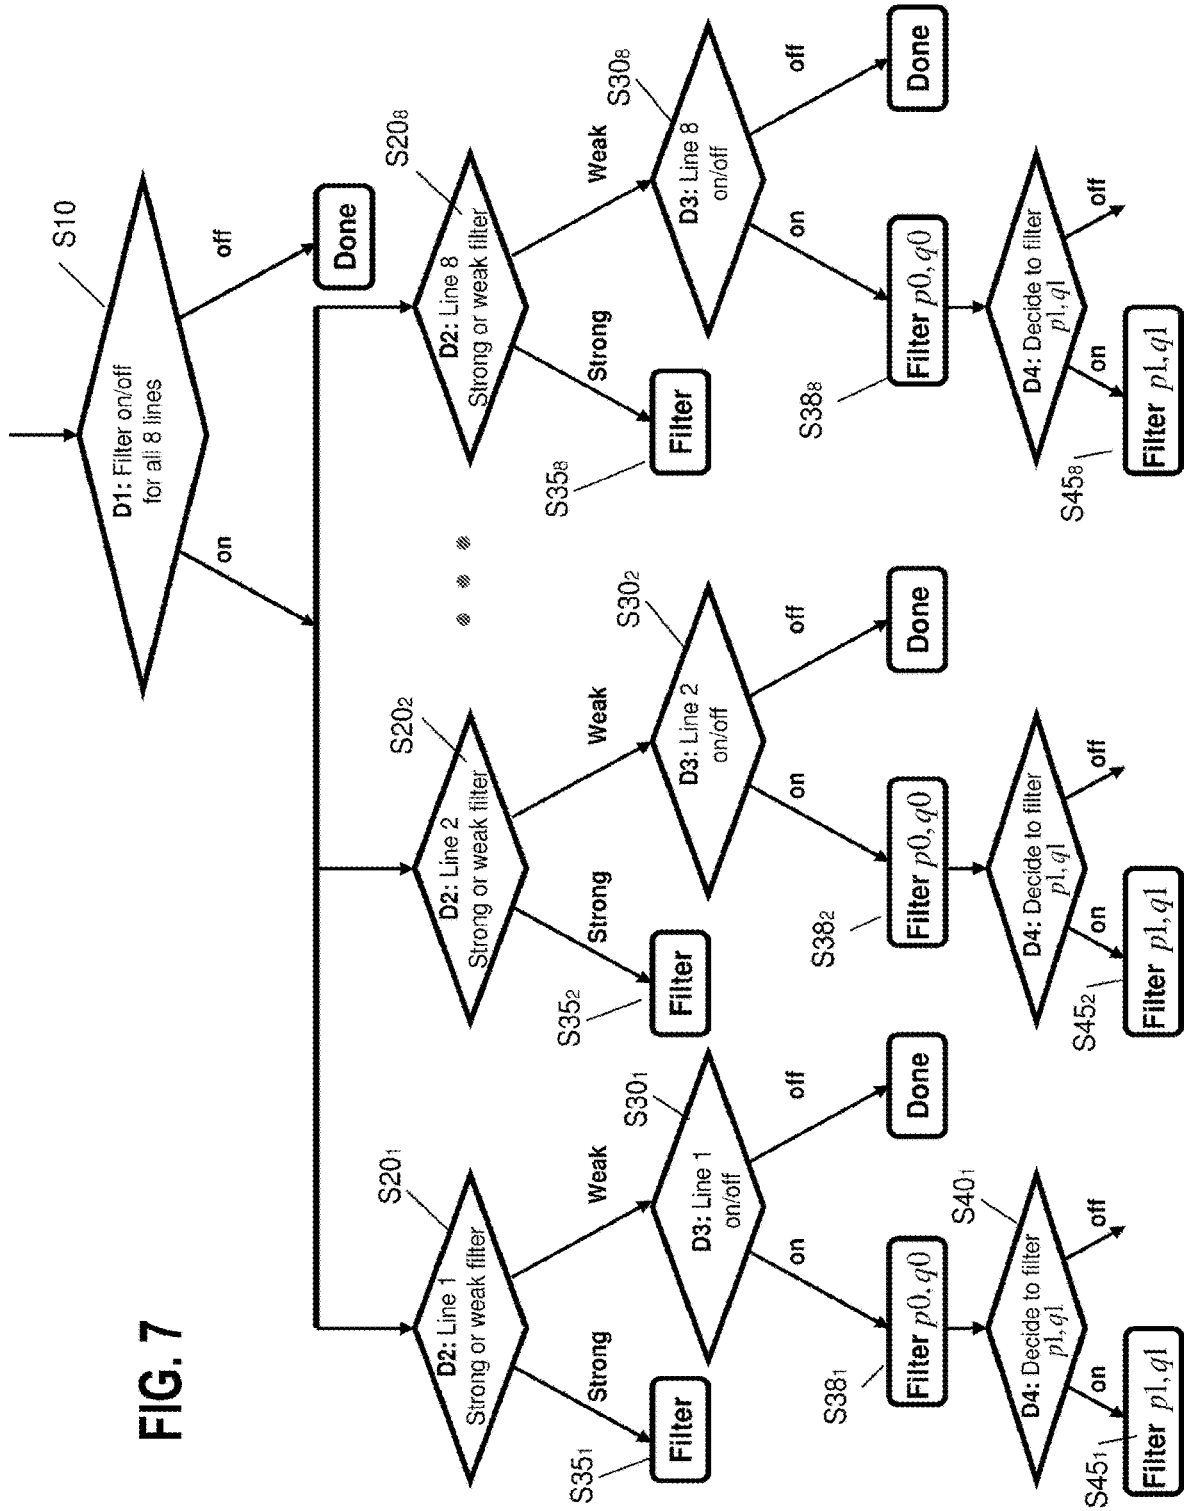 FIG. 7
S10
D1: Filter on/off
for all 8 lines
on
off
Done
S20₁
D2: Line 1
Strong or weak filter
Strong
Weak
S35₁
Filter
S30₁
D3: Line 1
on/off
on
off
Done
S38₁
Filter p0, q0
S40₁
D4: Decide to filter
p1, q1
on
off
S45₁
Filter p1, q1
S20₂
D2: Line 2
Strong or weak filter
Strong
Weak
S35₂
Filter
S30₂
D3: Line 2
on/off
on
off
Done
S38₂
Filter p0, q0
D4: Decide to filter
p1, q1
on
off
S45₂
Filter p1, q1
S20₈
D2: Line 8
Strong or weak filter
Strong
Weak
S35₈
Filter
S30₈
D3: Line 8
on/off
on
off
Done
S38₈
Filter p0, q0
D4: Decide to filter
p1, q1
on
off
S45₈
Filter p1, q1